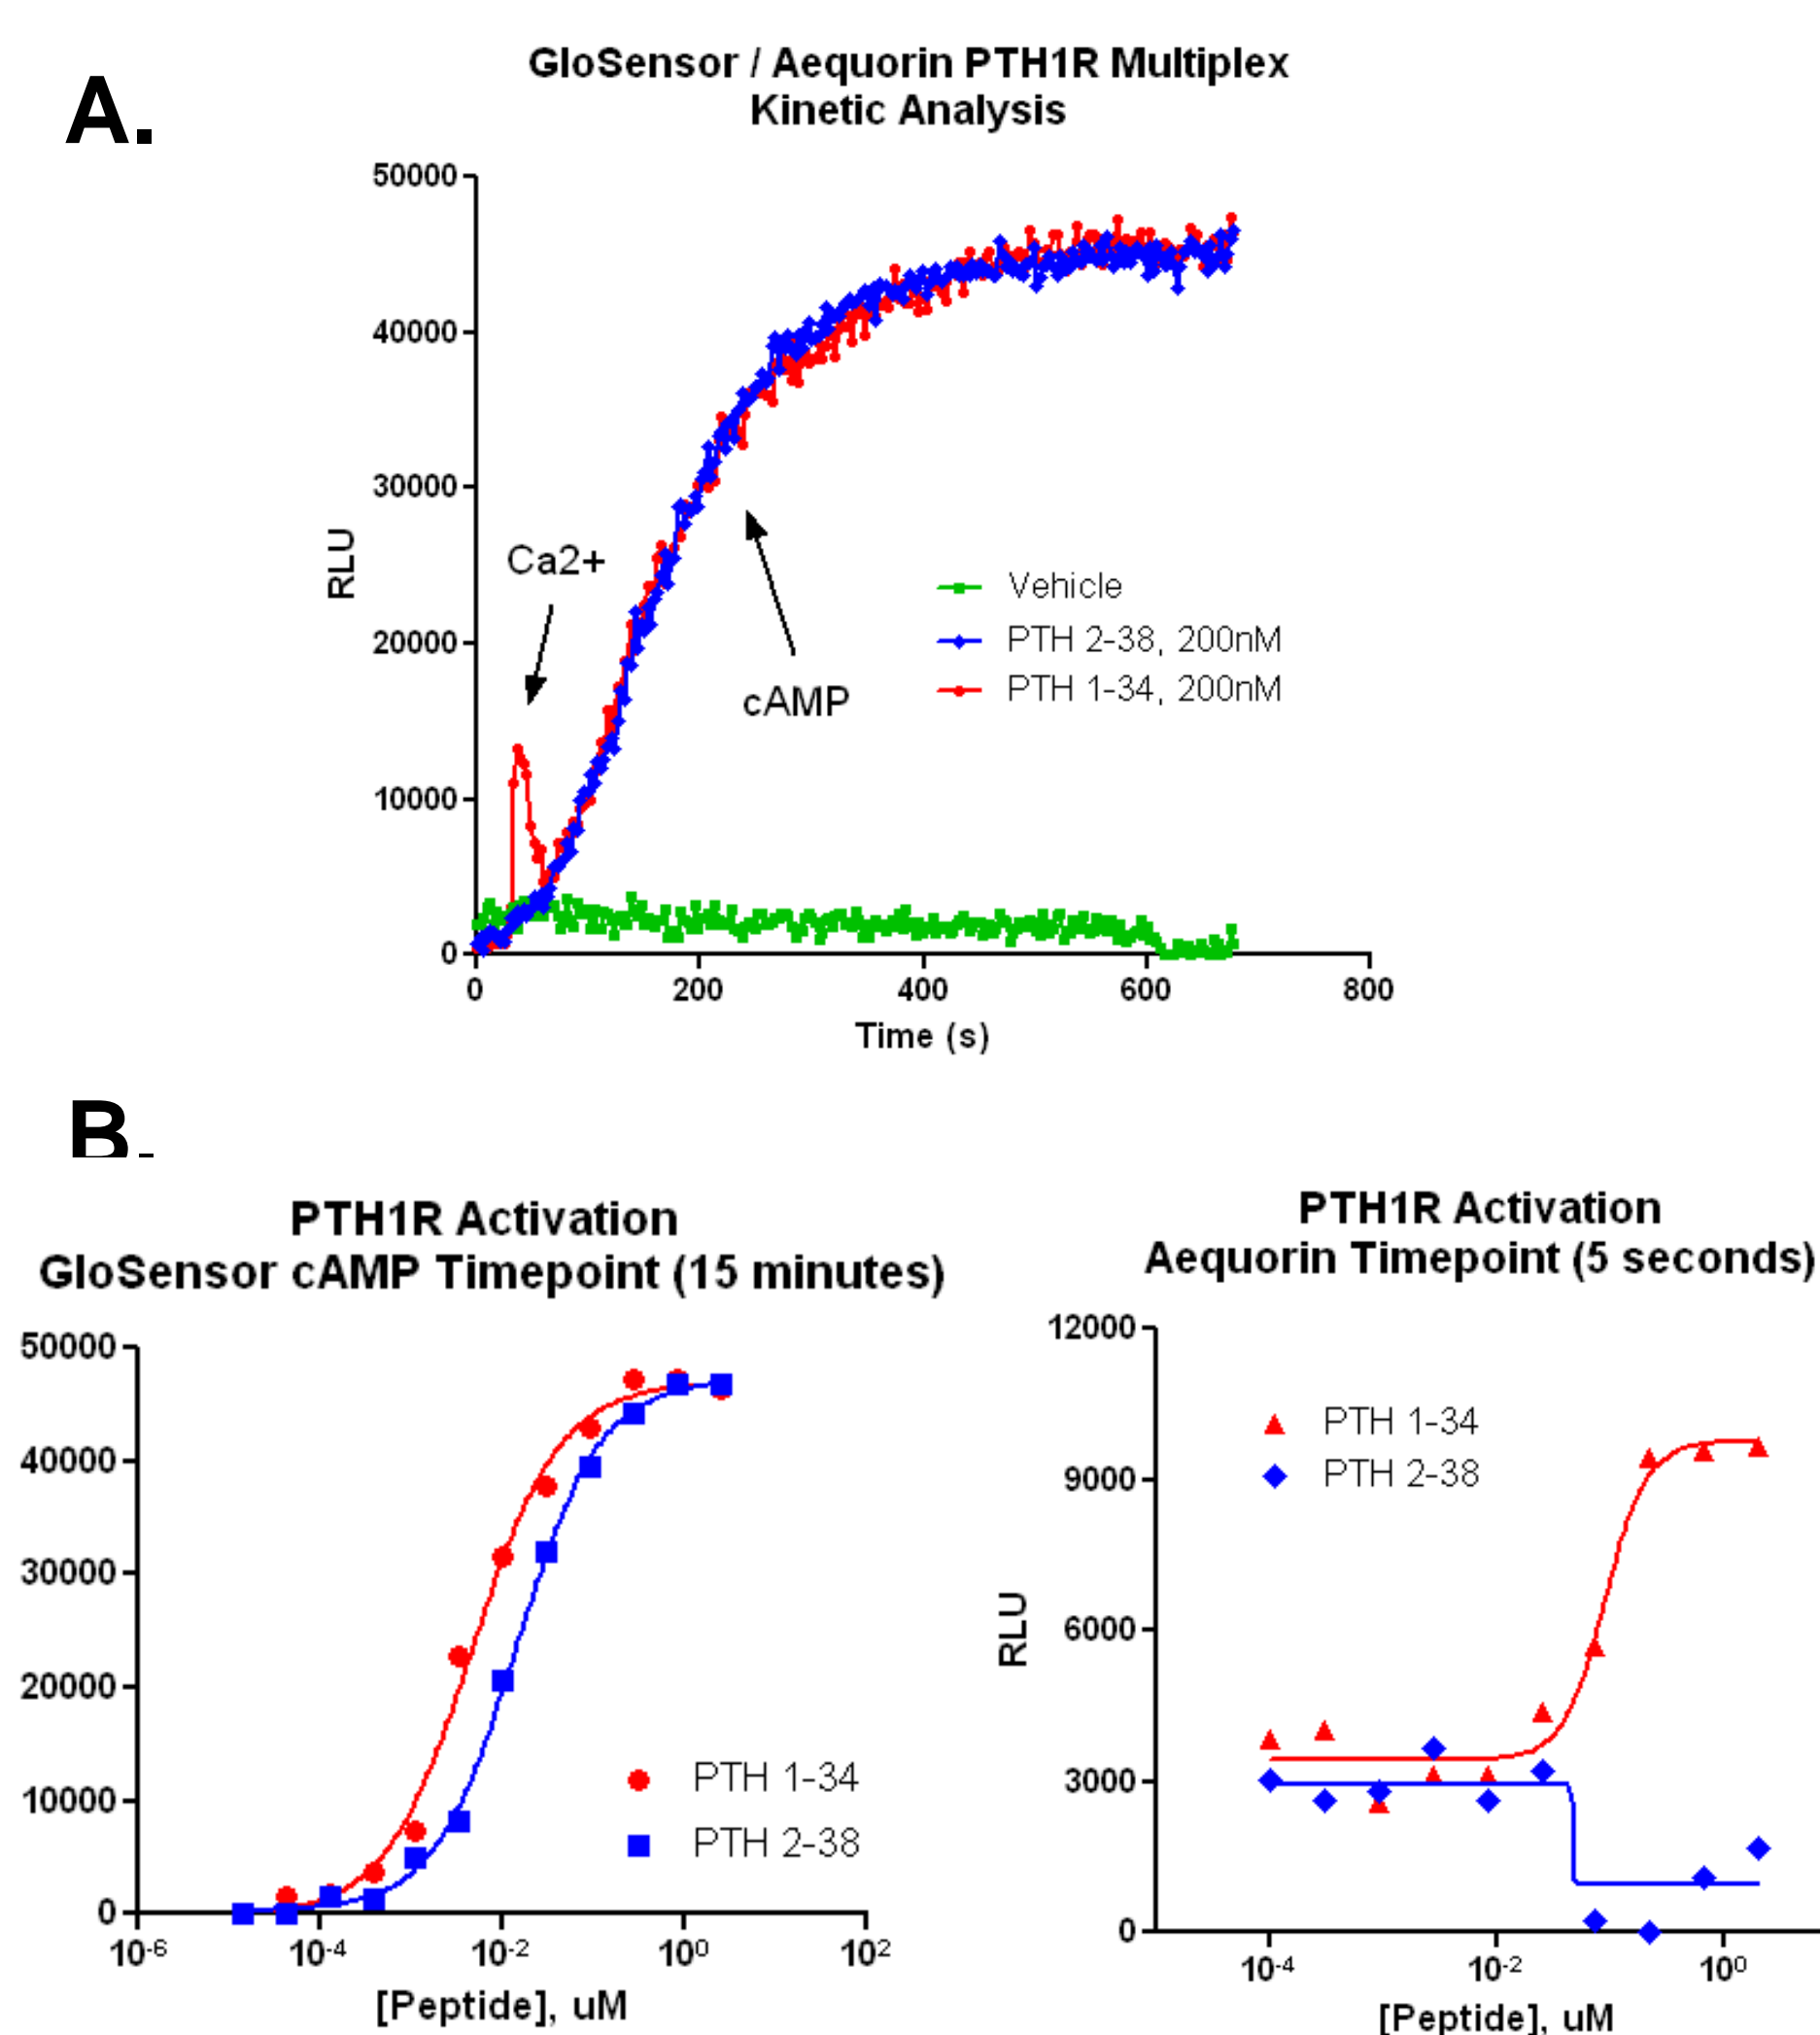 A.
GloSensor / Aequorin PTH1R Multiplex
Kinetic Analysis
50000
40000
30000
20000
10000
0
RLU
Ca2+
cAMP
Vehicle
PTH 2-38, 200nM
PTH 1-34, 200nM
0 200 400 600 800
Time (s)
B.
PTH1R Activation
GloSensor cAMP Timepoint (15 minutes)
50000
40000
30000
20000
10000
0
PTH 1-34
PTH 2-38
10-6 10-4 10-2 100 102
[Peptide], uM
PTH1R Activation
Aequorin Timepoint (5 seconds)
12000
9000
6000
3000
0
RLU
PTH 1-34
PTH 2-38
10-4 10-2 100
[Peptide], uM